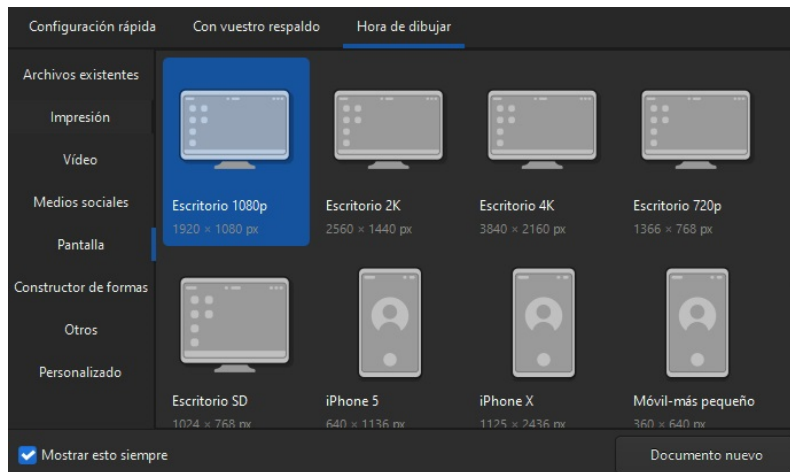 Configuración rápida Con vuestro respaldo Hora de dibujar
Archivos existentes
Impresión
Vídeo
Medios sociales
Pantalla
Constructor de formas
Otros
Personalizado
Escritorio 1080p Escritorio 2K Escritorio 4K Escritorio 720p
1920 × 1080 px 2560 × 1440 px 3840 × 2160 px 1366 × 768 px
Escritorio SD iPhone 5 iPhone X Móvil-más pequeño
1024 × 768 px 640 × 1136 px 1125 × 2436 px 360 × 640 px
Mostrar esto siempre Documento nuevo